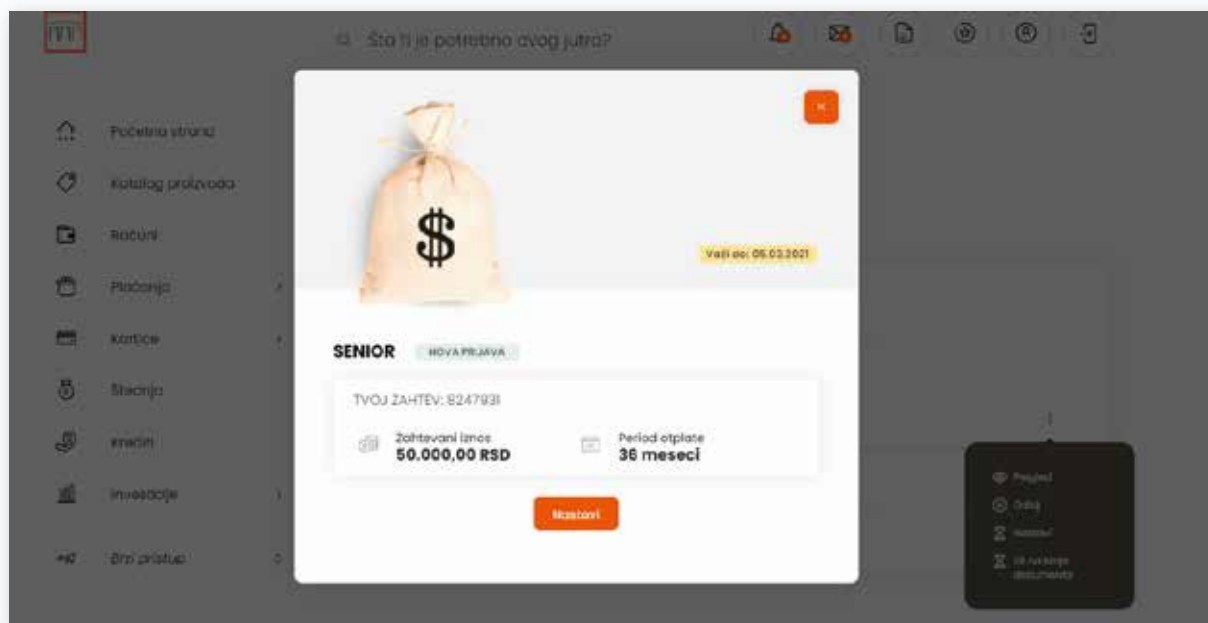 Šta ti je potrebno ovog jutra?
Početna strana
Katalog proizvoda
Računi
Plaćanja
Kartice
Štednja
Krediti
Investicije
Brzi pristup
$
Važi do: 05.03.2021
SENIOR
NOVA PRIJAVA
TVOJ ZAHTEV: 8247931
Zahtevani iznos
50.000,00 RSD
Period otplate
36 meseci
Nastavi
Pregled
Odbij
Nastavi
dokumenta